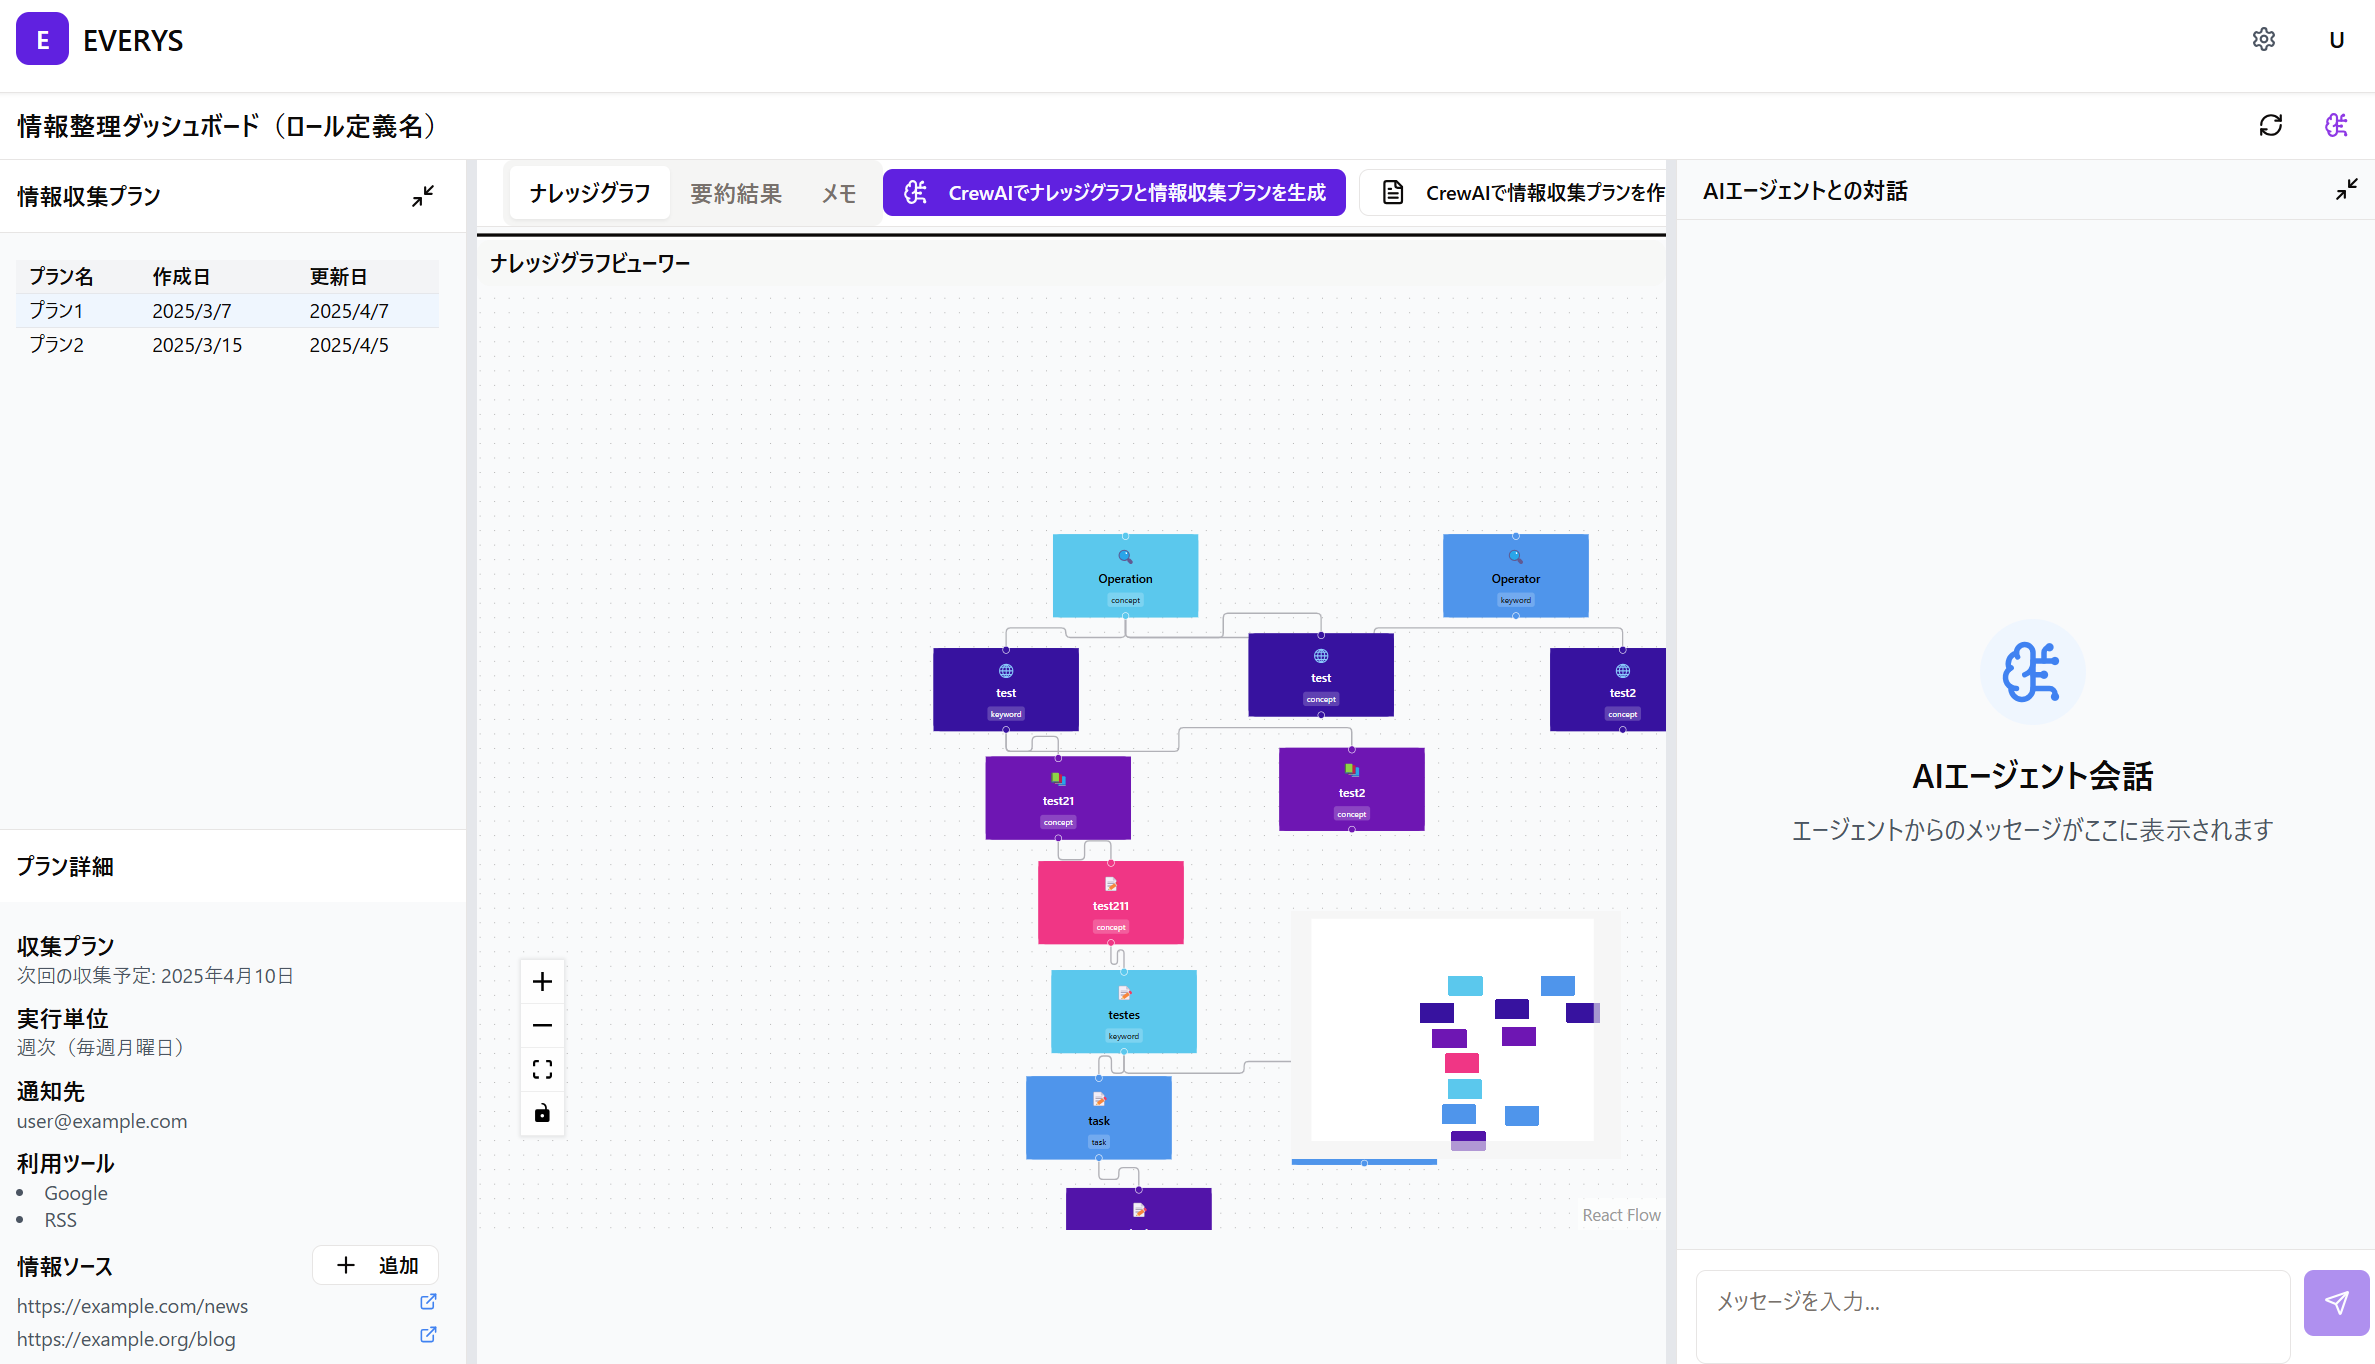 E EVERYS
U
情報整理ダッシュボード（ロール定義名）
情報収集プラン
プラン名 作成日 更新日
プラン1 2025/3/7 2025/4/7
プラン2 2025/3/15 2025/4/5
プラン詳細
収集プラン
次回の収集予定: 2025年4月10日
実行単位
週次（毎週月曜日）
通知先
user@example.com
利用ツール
• Google
• RSS
情報ソース
追加
https://example.com/news
https://example.org/blog
ナレッジグラフ 要約結果 メモ
CrewAIでナレッジグラフと情報収集プランを生成
CrewAIで情報収集プランを作
ナレッジグラフビューワー
Operation
concept
Operator
keyword
test
keyword
test
concept
test2
concept
test21
concept
test2
concept
test211
concept
testes
keyword
task
task
React Flow
AIエージェントとの対話
AIエージェント会話
エージェントからのメッセージがここに表示されます
メッセージを入力...